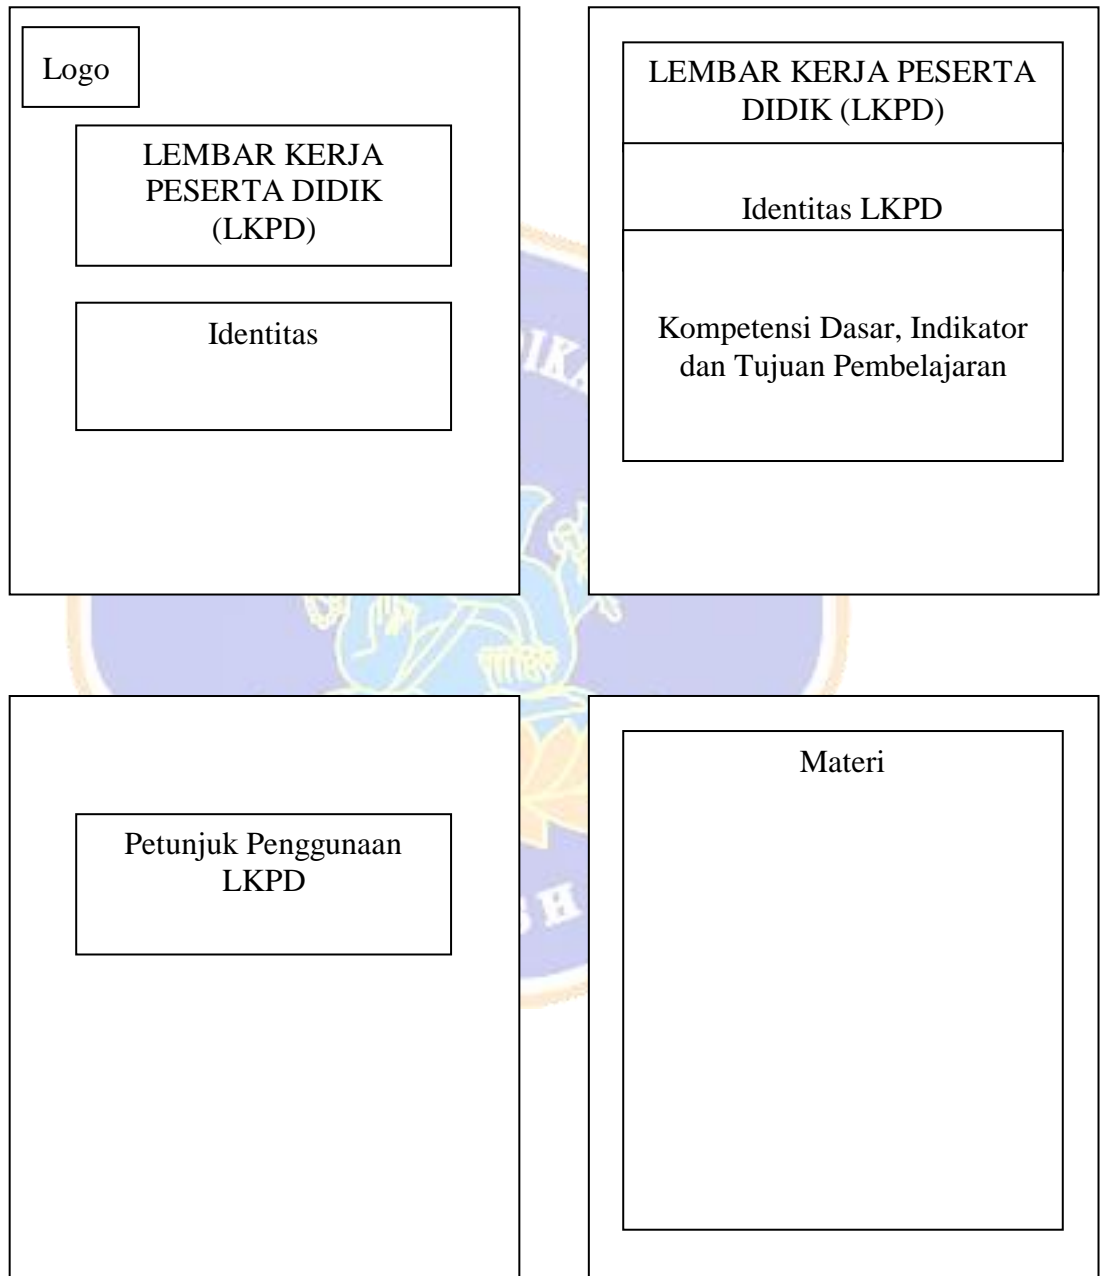 Logo
LEMBAR KERJA
PESERTA DIDIK
(LKPD)
Identitas
LEMBAR KERJA PESERTA
DIDIK (LKPD)
Identitas LKPD
Kompetensi Dasar, Indikator
dan Tujuan Pembelajaran
Petunjuk Penggunaan
LKPD
Materi